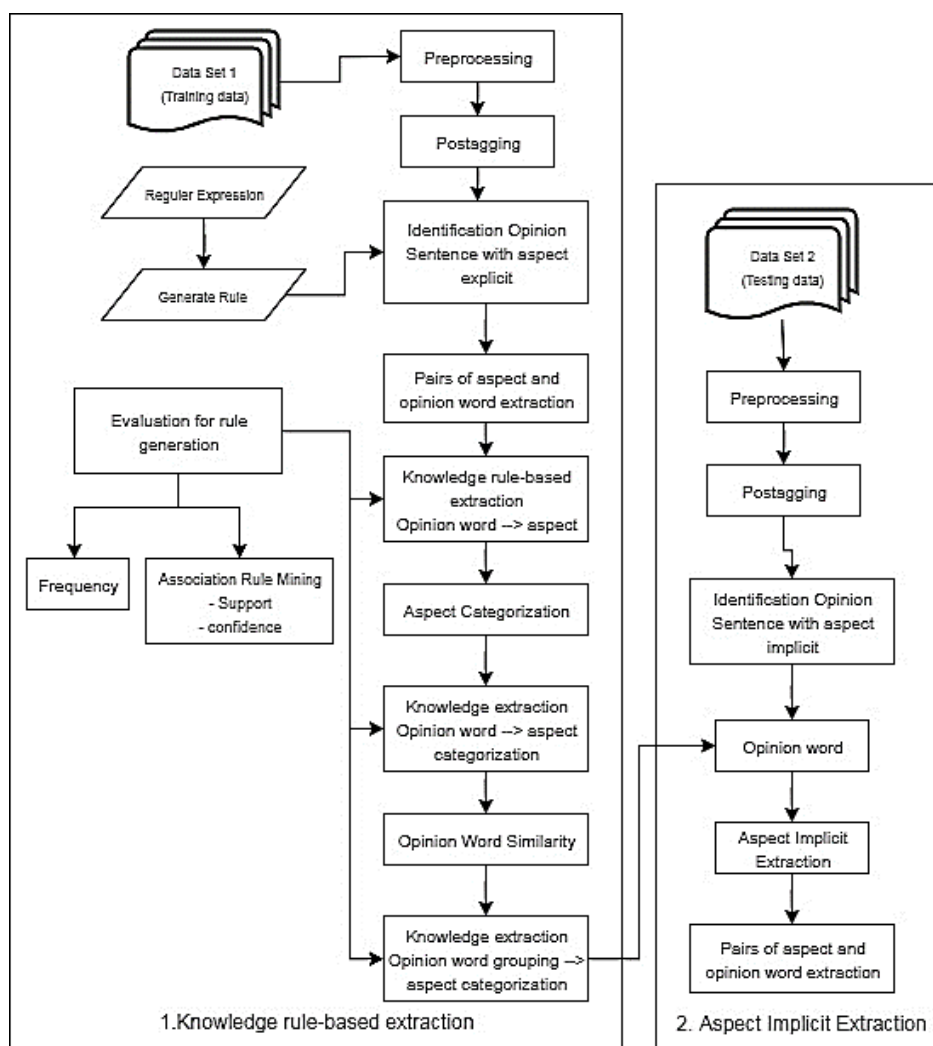 Data Set 1
(Training data)
Preprocessing
Postagging
Reguler Expression
Generate Rule
Identification Opinion
Sentence with aspect
explicit
Pairs of aspect and
opinion word extraction
Evaluation for rule
generation
Frequency
Association Rule Mining
- Support
- confidence
Knowledge rule-based
extraction
Opinion word --> aspect
Aspect Categorization
Knowledge extraction
Opinion word --> aspect
categorization
Opinion Word Similarity
Knowledge extraction
Opinion word grouping -->
aspect categorization
1.Knowledge rule-based extraction
Data Set 2
(Testing data)
Preprocessing
Postagging
Identification Opinion
Sentence with aspect
implicit
Opinion word
Aspect Implicit
Extraction
Pairs of aspect and
opinion word extraction
2. Aspect Implicit Extraction